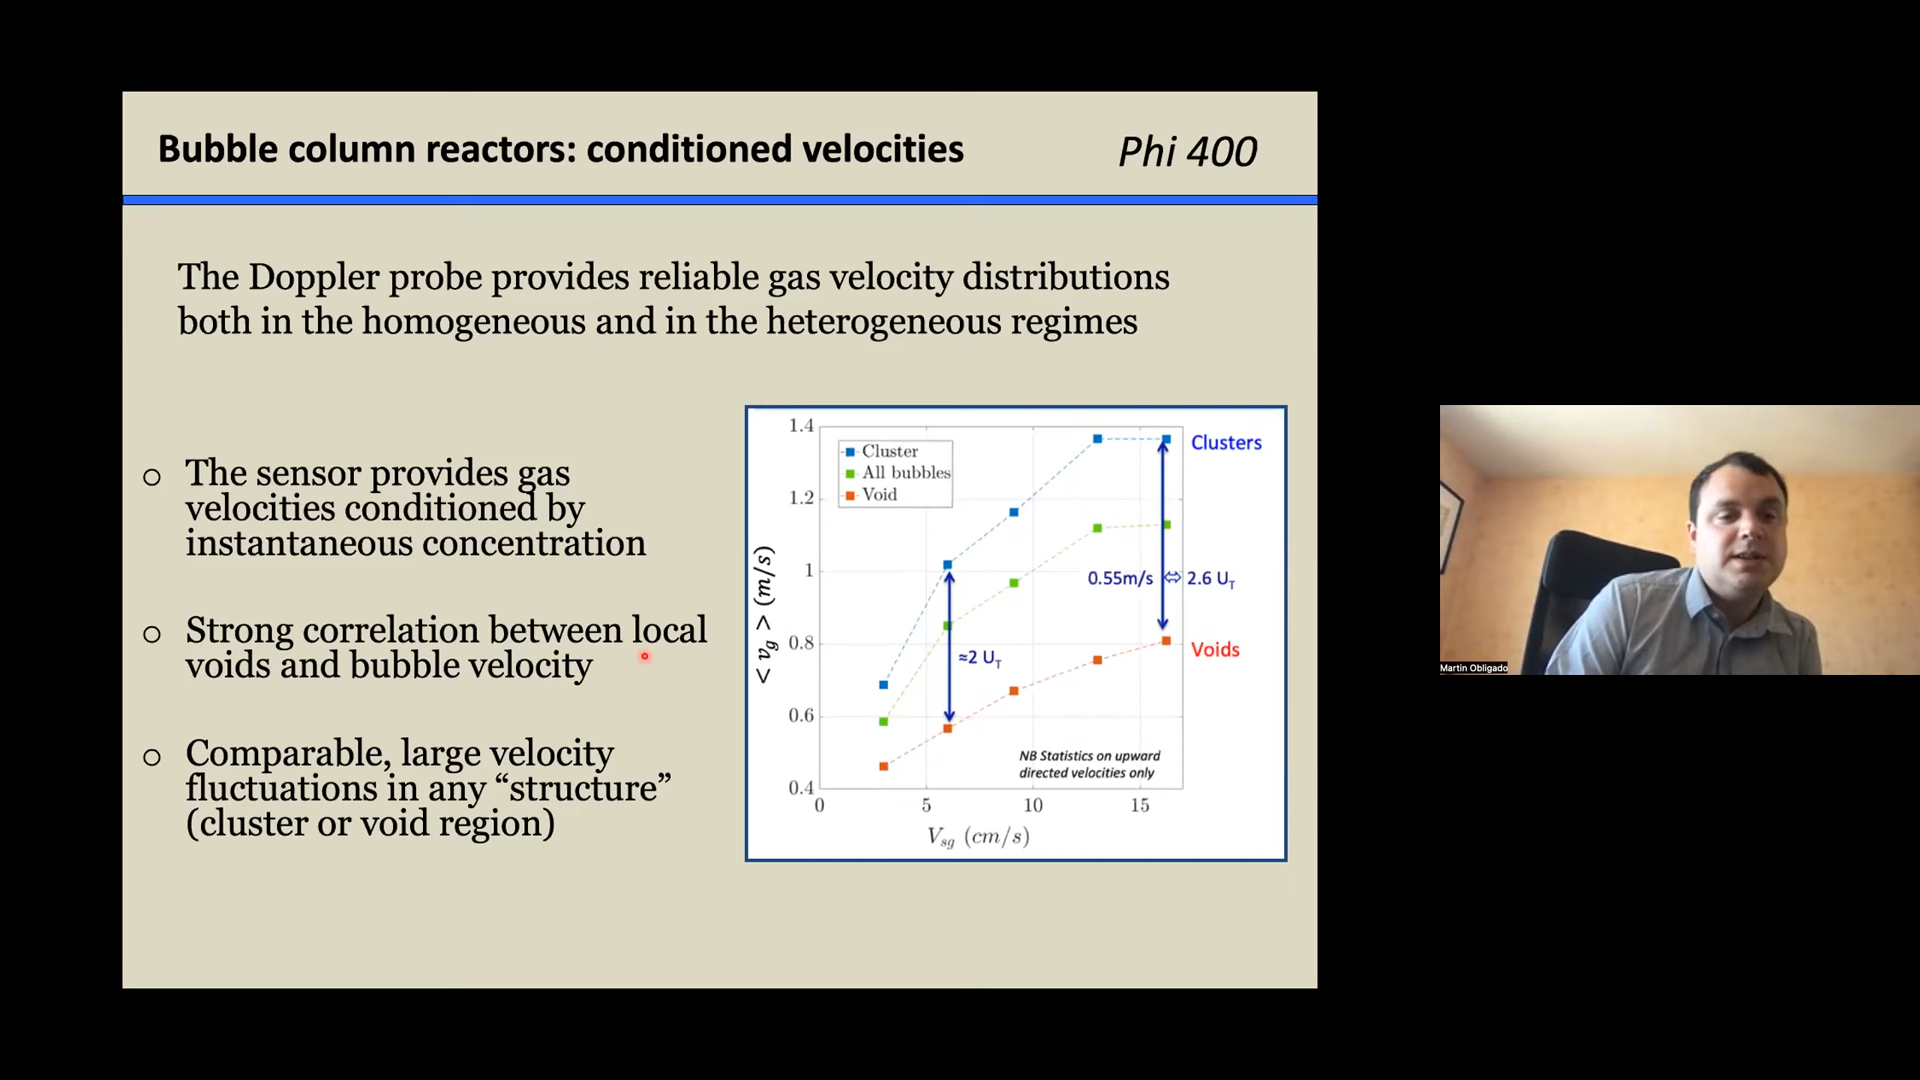 Bubble column reactors: conditioned velocities
Phi 400
The Doppler probe provides reliable gas velocity distributions
both in the homogeneous and in the heterogeneous regimes
○ The sensor provides gas
velocities conditioned by
instantaneous concentration
○ Strong correlation between local
voids and bubble velocity
○ Comparable, large velocity
fluctuations in any “structure”
(cluster or void region)
1.4
1.2
1
0.8
0.6
0.4
< v_g > (m/s)
Cluster
All bubbles
Void
Clusters
0.55m/s ⇔ 2.6 U_T
≈2 U_T
Voids
NB Statistics on upward
directed velocities only
0 5 10 15
V_sg (cm/s)
Martin Obligado